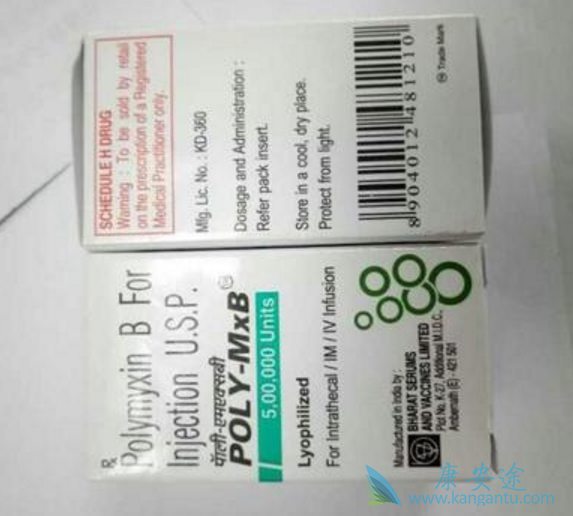 SCHEDULE H DRUG
Warning : To be sold by retail
on the prescription of a Registered
Medical Practitioner only.
Mfg. Lic. No. : KD-360
Dosage and Administration :
Refer pack insert.
Store in a cool, dry place.
Protect from light.
8 904012 481210
TM Trade Mark
Rx
Polymyxin B For
Injection U.S.P.
पॉली-एमएक्सबी
POLY-MxB TM
5,00,000 Units
Lyophilized
For Intrathecal / IM / IV Infusion
Manufactured in India by :
BHARAT SERUMS
AND VACCINES LIMITED
Plot No. K-27, Additional M.I.D.C.,
Ambernath (E) - 421 501
康安途
www.kangantu.com